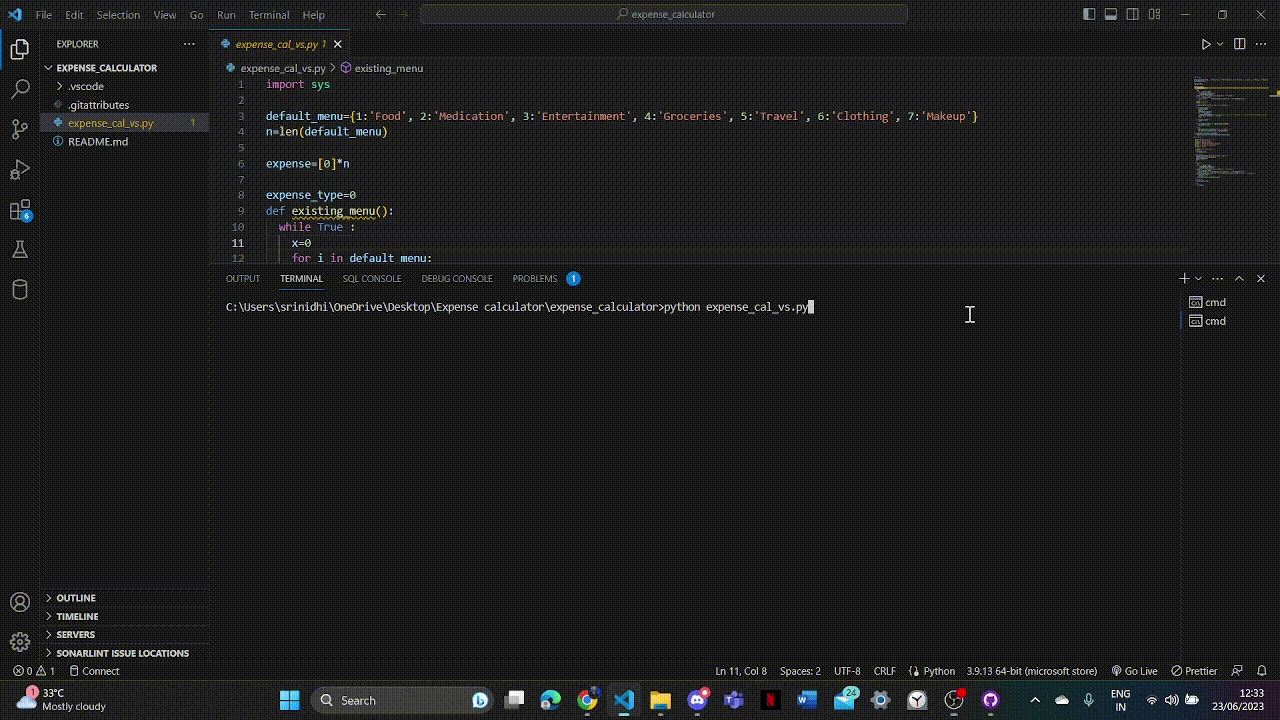 File Edit Selection View Go Run Terminal Help
expense_calculator
EXPLORER
EXPENSE_CALCULATOR
.vscode
.gitattributes
expense_cal_vs.py 1
README.md
OUTLINE
TIMELINE
SERVERS
SONARLINT ISSUE LOCATIONS
expense_cal_vs.py 1
expense_cal_vs.py > existing_menu
1 import sys
2
3 default_menu={1:'Food', 2:'Medication', 3:'Entertainment', 4:'Groceries', 5:'Travel', 6:'Clothing', 7:'Makeup'}
4 n=len(default_menu)
5
6 expense=[0]*n
7
8 expense_type=0
9 def existing_menu():
10 while True :
11 x=0
12 for i in default_menu:
OUTPUT TERMINAL SQL CONSOLE DEBUG CONSOLE PROBLEMS 1
C:\Users\srinidhi\OneDrive\Desktop\Expense calculator\expense_calculator>python expense_cal_vs.py
cmd
cmd
6
0 1 Connect
Ln 11, Col 8 Spaces: 2 UTF-8 CRLF Python 3.9.13 64-bit (microsoft store) Go Live Prettier
1
33°C
Mostly cloudy
Search
24
ENG
IN
12:33
23/06/2023